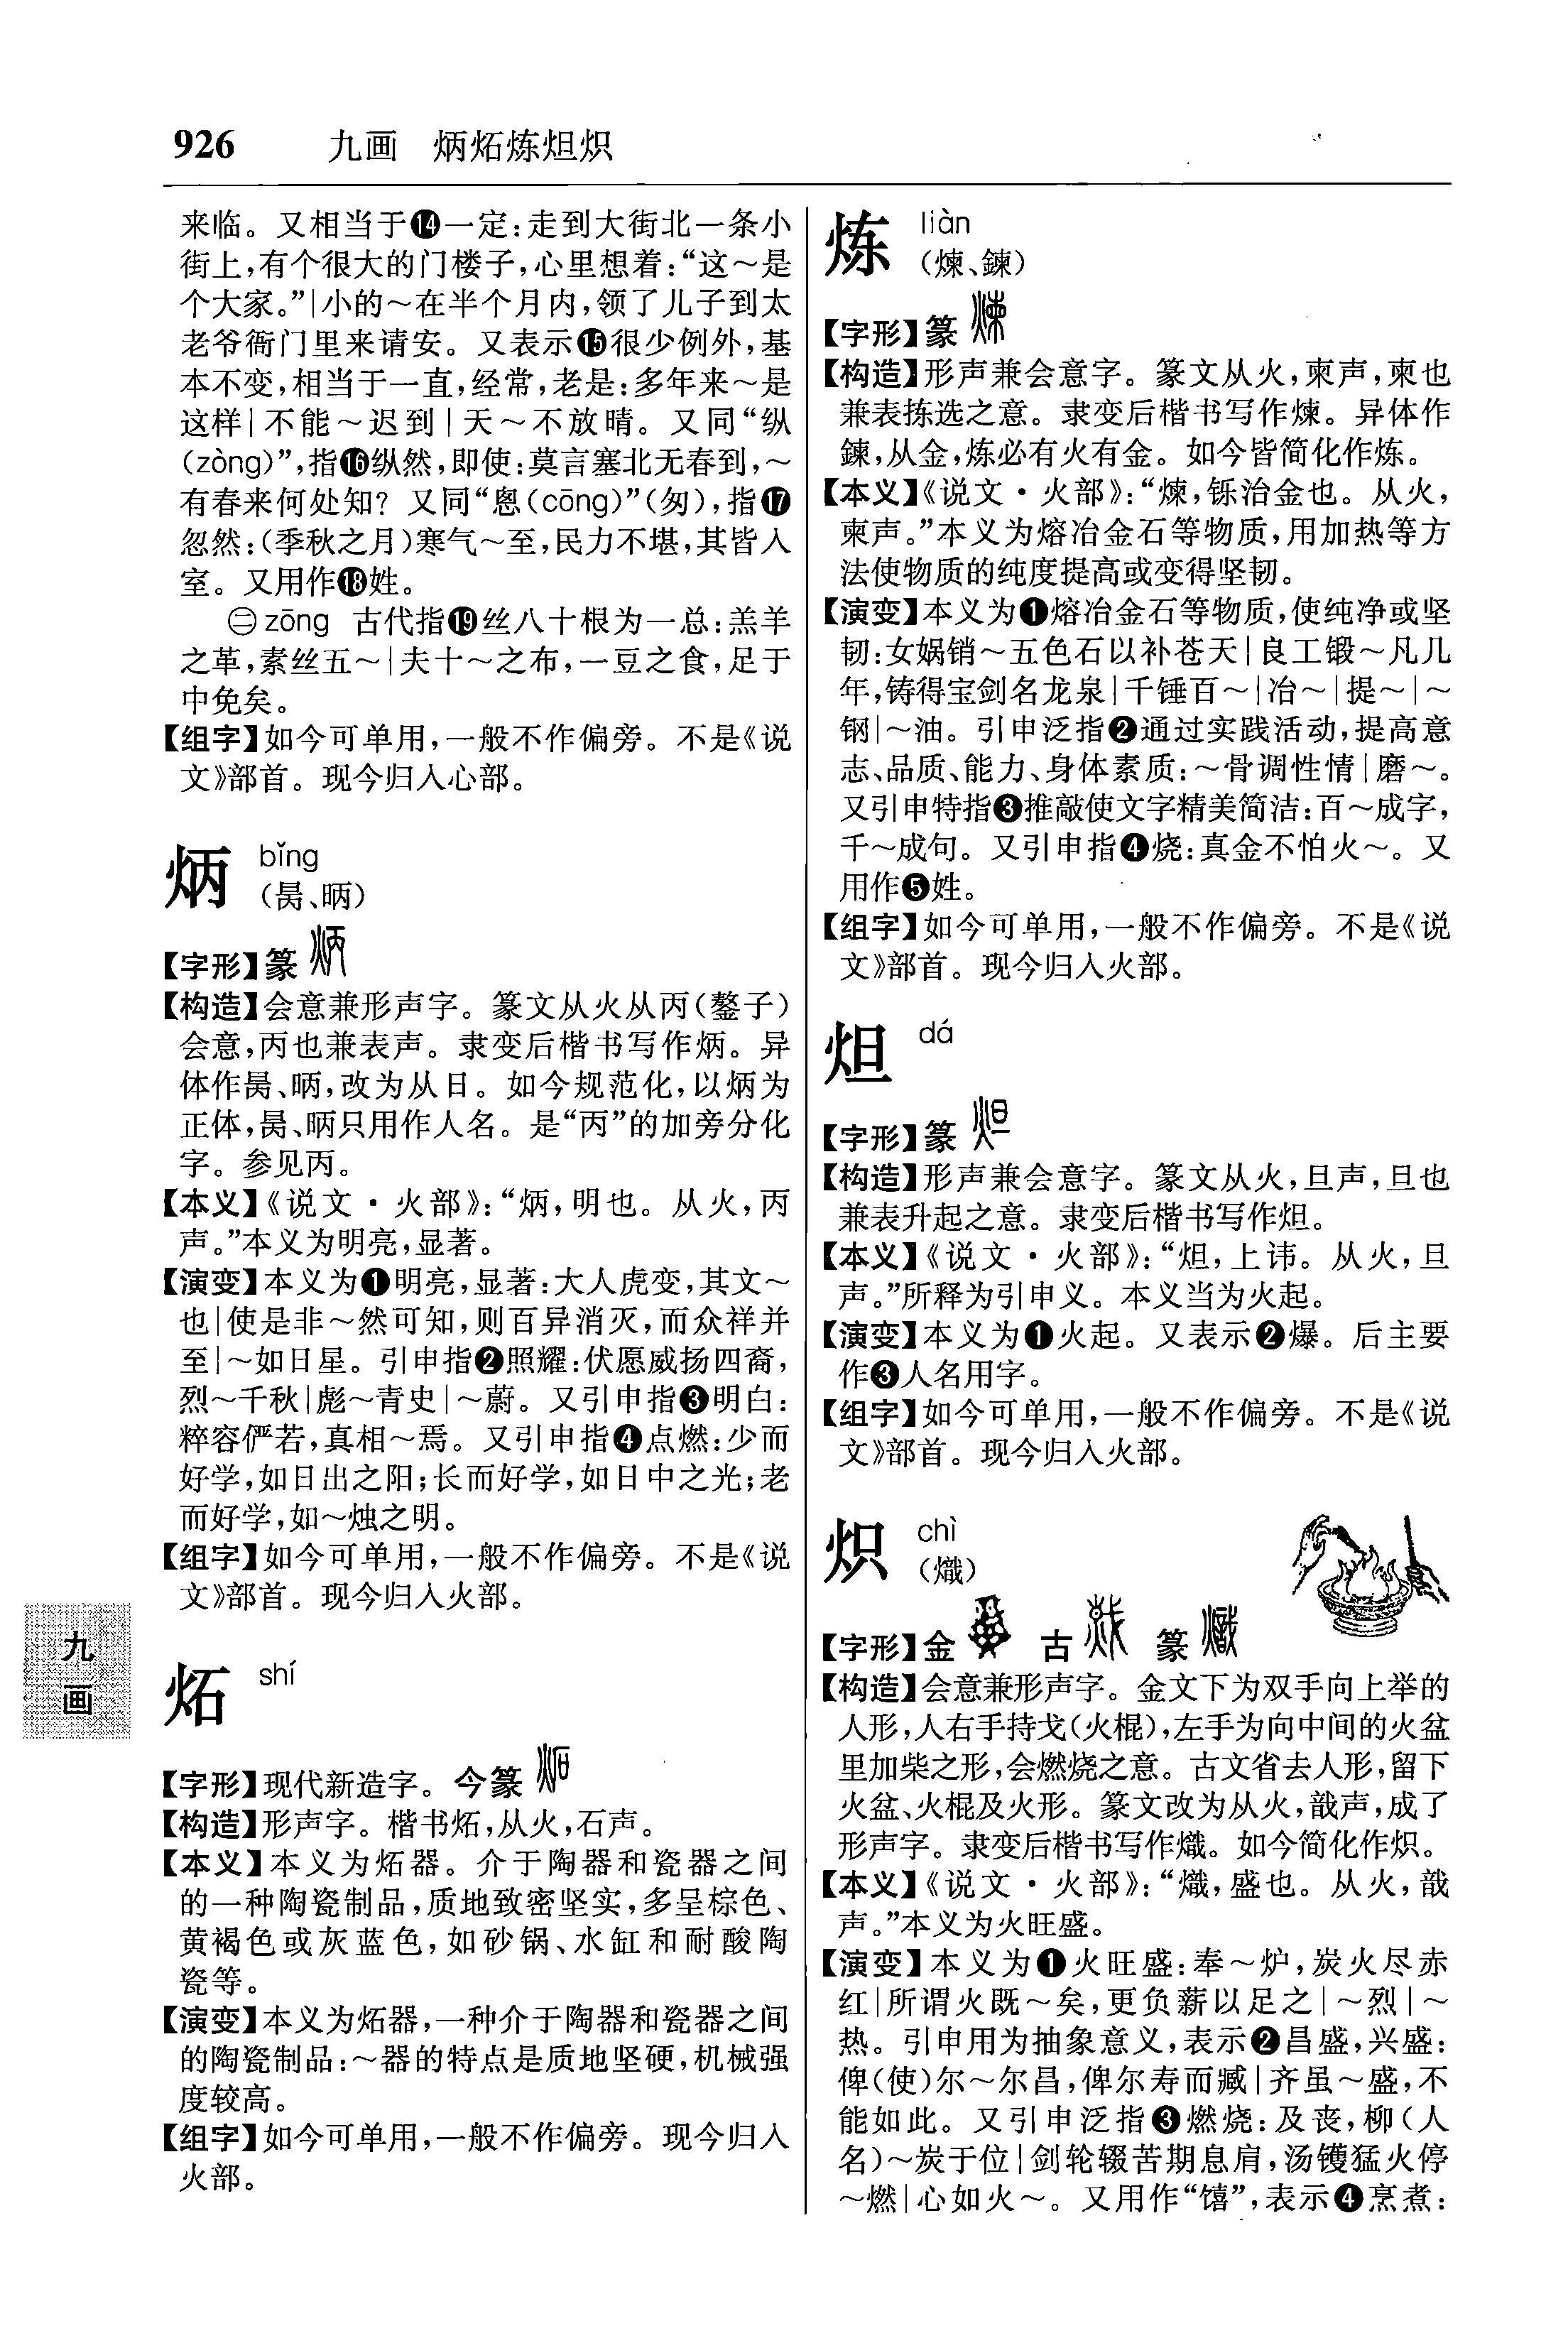 926 九画 炳炻炼炟炽
来临。又相当于⓮一定:走到大街北一条小
街上,有个很大的门楼子,心里想着:“这～是
个大家。”|小的～在半个月内,领了儿子到太
老爷衙门里来请安。又表示⓯很少例外,基
本不变,相当于一直,经常,老是:多年来～是
这样|不能～迟到|天～不放晴。又同“纵
(zòng)”,指⓰纵然,即使:莫言塞北无春到,～
有春来何处知? 又同“悤(cōng)”(匆),指⓱
忽然:(季秋之月)寒气～至,民力不堪,其皆入
室。又用作⓲姓。
㊁zōng 古代指⓳丝八十根为一总:羔羊
之革,素丝五～|夫十～之布,一豆之食,足于
中免矣。
【组字】如今可单用,一般不作偏旁。不是《说
文》部首。现今归入心部。
炳 bǐng
(昺、昞)
【字形】篆
【构造】会意兼形声字。篆文从火从丙(鏊子)
会意,丙也兼表声。隶变后楷书写作炳。异
体作昺、昞,改为从日。如今规范化,以炳为
正体,昺、昞只用作人名。是“丙”的加旁分化
字。参见丙。
【本义】《说文·火部》:“炳,明也。从火,丙
声。”本义为明亮,显著。
【演变】本义为❶明亮,显著:大人虎变,其文～
也|使是非～然可知,则百异消灭,而众祥并
至|～如日星。引申指❷照耀:伏愿威扬四裔,
烈～千秋|彪～青史|～蔚。又引申指❸明白:
粹容俨若,真相～焉。又引申指❹点燃:少而
好学,如日出之阳;长而好学,如日中之光;老
而好学,如～烛之明。
【组字】如今可单用,一般不作偏旁。不是《说
文》部首。现今归入火部。
炻 shí
【字形】现代新造字。今篆
【构造】形声字。楷书炻,从火,石声。
【本义】本义为炻器。介于陶器和瓷器之间
的一种陶瓷制品,质地致密坚实,多呈棕色、
黄褐色或灰蓝色,如砂锅、水缸和耐酸陶
瓷等。
【演变】本义为炻器,一种介于陶器和瓷器之间
的陶瓷制品:～器的特点是质地坚硬,机械强
度较高。
【组字】如今可单用,一般不作偏旁。现今归入
火部。
九
画
炼 liàn
(煉、鍊)
【字形】篆
【构造】形声兼会意字。篆文从火,柬声,柬也
兼表拣选之意。隶变后楷书写作煉。异体作
鍊,从金,炼必有火有金。如今皆简化作炼。
【本义】《说文·火部》:“煉,铄治金也。从火,
柬声。”本义为熔冶金石等物质,用加热等方
法使物质的纯度提高或变得坚韧。
【演变】本义为❶熔冶金石等物质,使纯净或坚
韧:女娲销～五色石以补苍天|良工锻～凡几
年,铸得宝剑名龙泉|千锤百～|冶～|提～|～
钢|～油。引申泛指❷通过实践活动,提高意
志、品质、能力、身体素质:～骨调性情|磨～。
又引申特指❸推敲使文字精美简洁:百～成字,
千～成句。又引申指❹烧:真金不怕火～。又
用作❺姓。
【组字】如今可单用,一般不作偏旁。不是《说
文》部首。现今归入火部。
炟 dá
【字形】篆
【构造】形声兼会意字。篆文从火,旦声,旦也
兼表升起之意。隶变后楷书写作炟。
【本义】《说文·火部》:“炟,上讳。从火,旦
声。”所释为引申义。本义当为火起。
【演变】本义为❶火起。又表示❷爆。后主要
作❸人名用字。
【组字】如今可单用,一般不作偏旁。不是《说
文》部首。现今归入火部。
炽 chì
(熾)
【字形】金 古 篆
【构造】会意兼形声字。金文下为双手向上举的
人形,人右手持戈(火棍),左手为向中间的火盆
里加柴之形,会燃烧之意。古文省去人形,留下
火盆、火棍及火形。篆文改为从火,戠声,成了
形声字。隶变后楷书写作熾。如今简化作炽。
【本义】《说文·火部》:“熾,盛也。从火,戠
声。”本义为火旺盛。
【演变】本义为❶火旺盛:奉～炉,炭火尽赤
红|所谓火既～矣,更负薪以足之|～烈|～
热。引申用为抽象意义,表示❷昌盛,兴盛:
俾(使)尔～尔昌,俾尔寿而臧|齐虽～盛,不
能如此。又引申泛指❸燃烧:及丧,柳(人
名)～炭于位|剑轮辍苦期息肩,汤镬猛火停
～燃|心如火～。又用作“饎”,表示❹烹煮: